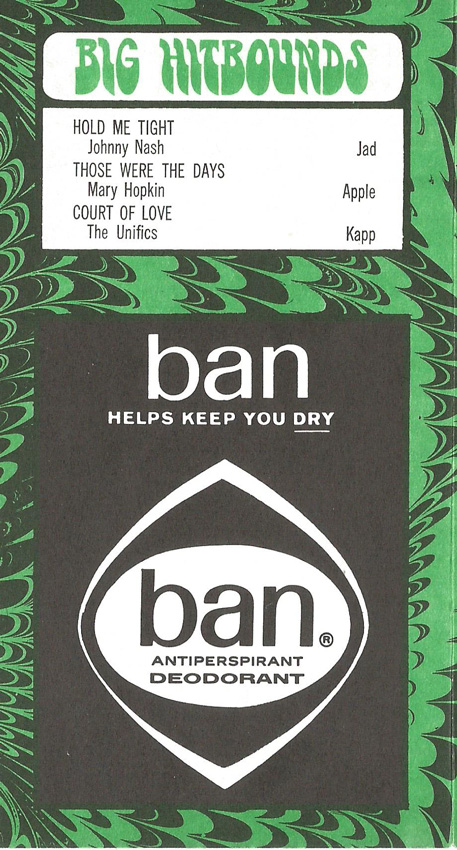 BIG HITBOUNDS
HOLD ME TIGHT
Johnny Nash Jad
THOSE WERE THE DAYS
Mary Hopkin Apple
COURT OF LOVE
The Unifics Kapp
ban
HELPS KEEP YOU DRY
ban®
ANTIPERSPIRANT
DEODORANT